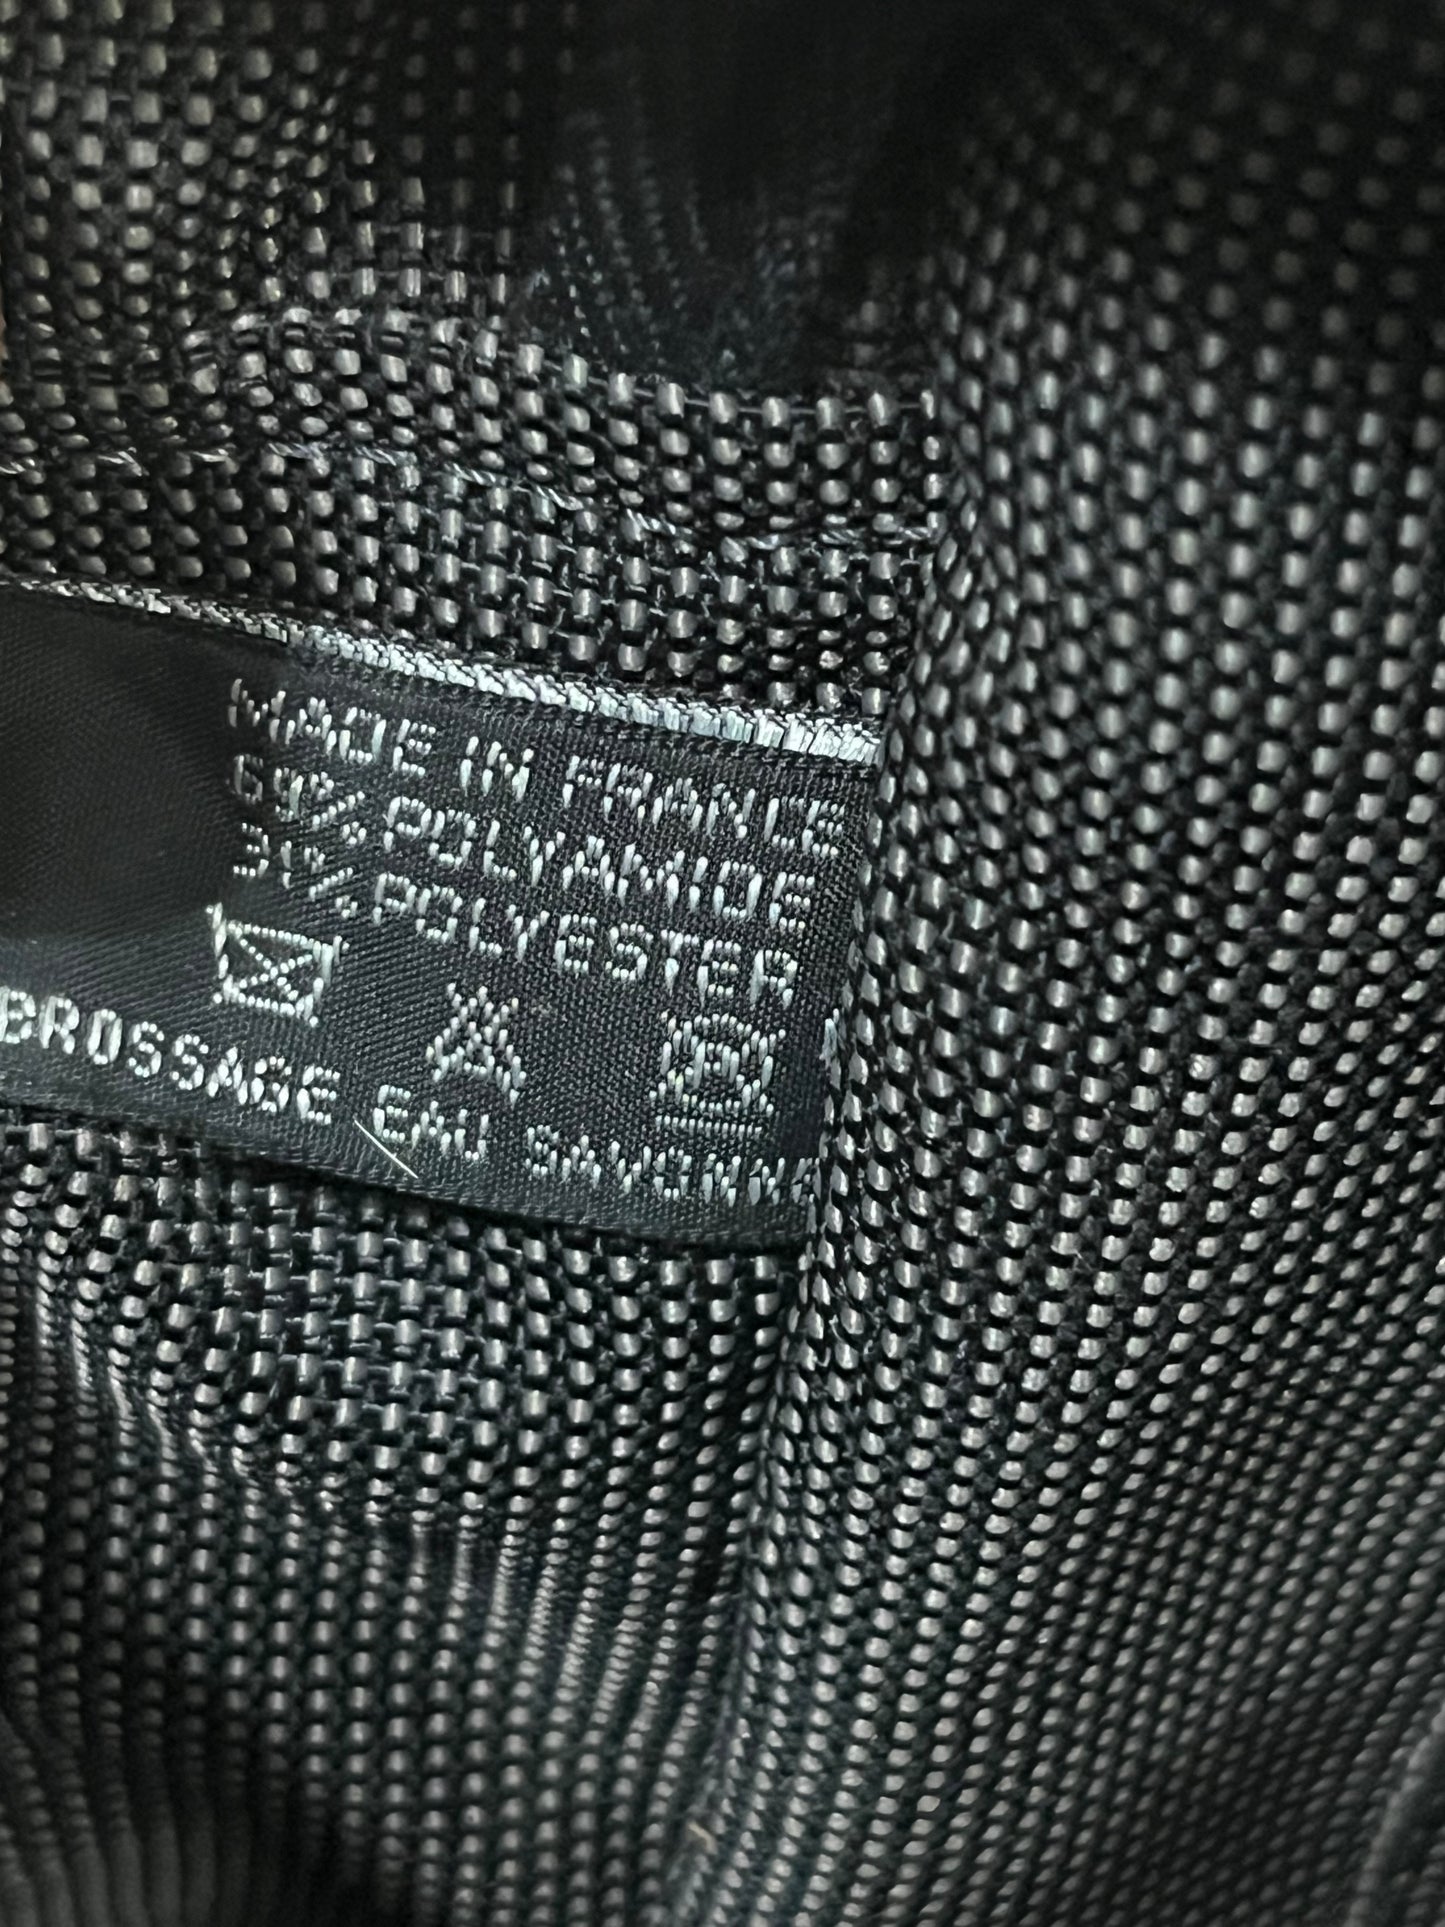 MADE IN FRANCE
69% POLYAMIDE
31% POLYESTER
BROSSAGE EAU SAVONNE